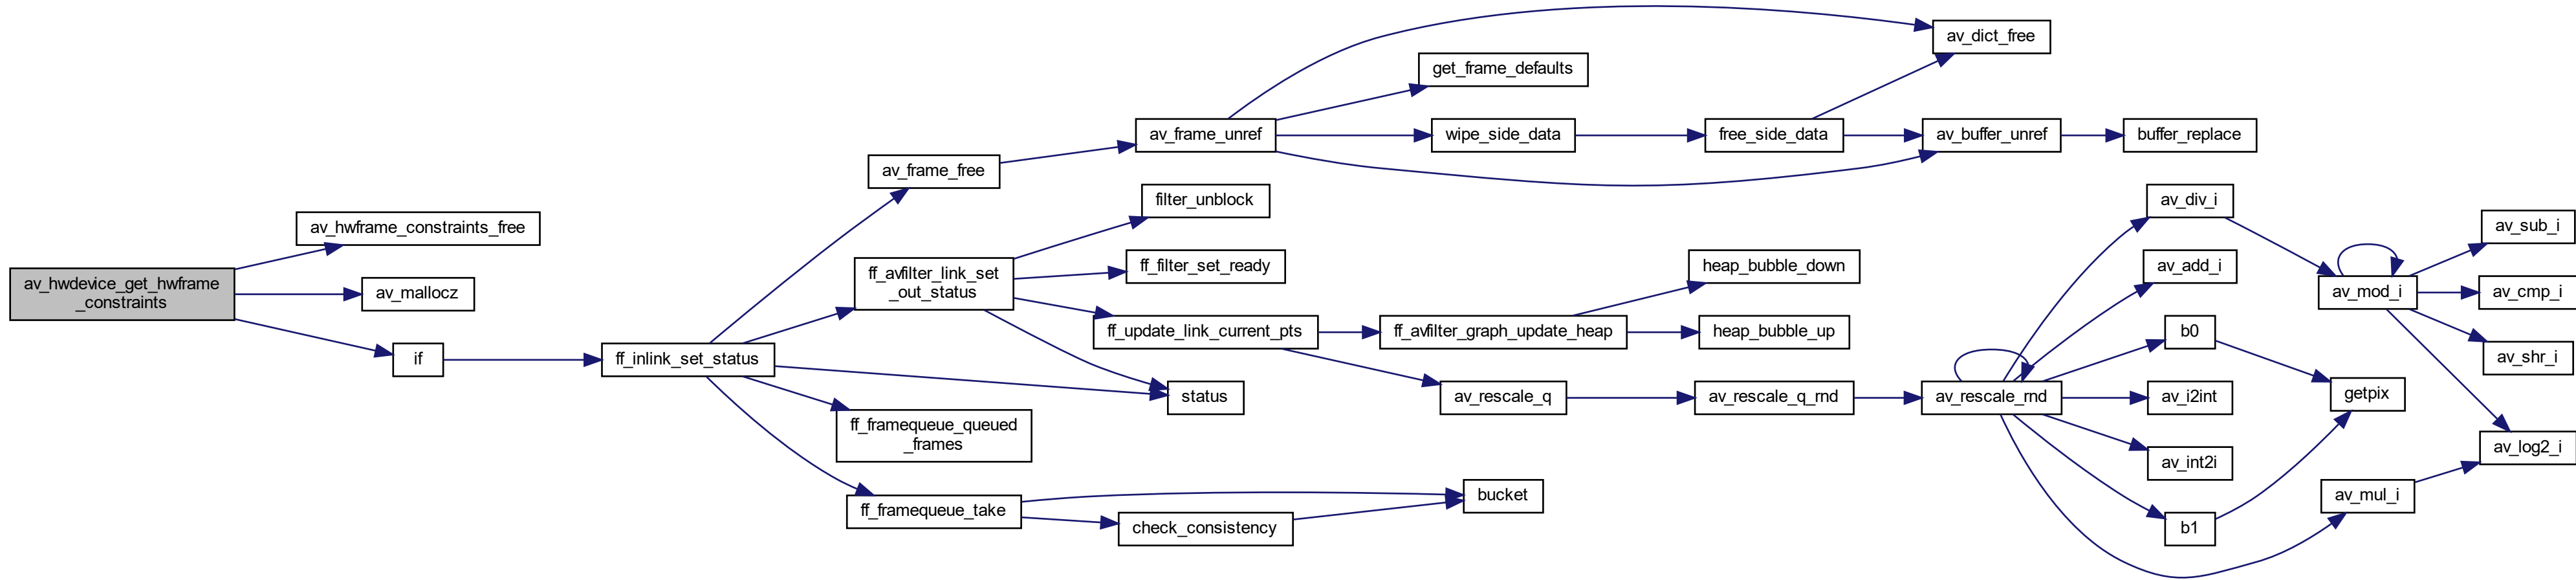 av_hwdevice_get_hwframe
_constraints
av_hwframe_constraints_free
av_mallocz
if
ff_inlink_set_status
av_frame_free
ff_avfilter_link_set
_out_status
ff_framequeue_queued
_frames
ff_framequeue_take
av_frame_unref
filter_unblock
ff_filter_set_ready
ff_update_link_current_pts
status
check_consistency
bucket
get_frame_defaults
wipe_side_data
ff_avfilter_graph_update_heap
av_rescale_q
free_side_data
heap_bubble_down
heap_bubble_up
av_rescale_q_rnd
av_dict_free
av_buffer_unref
buffer_replace
av_rescale_rnd
av_div_i
av_add_i
b0
av_i2int
av_int2i
b1
av_mod_i
getpix
av_mul_i
av_sub_i
av_cmp_i
av_shr_i
av_log2_i